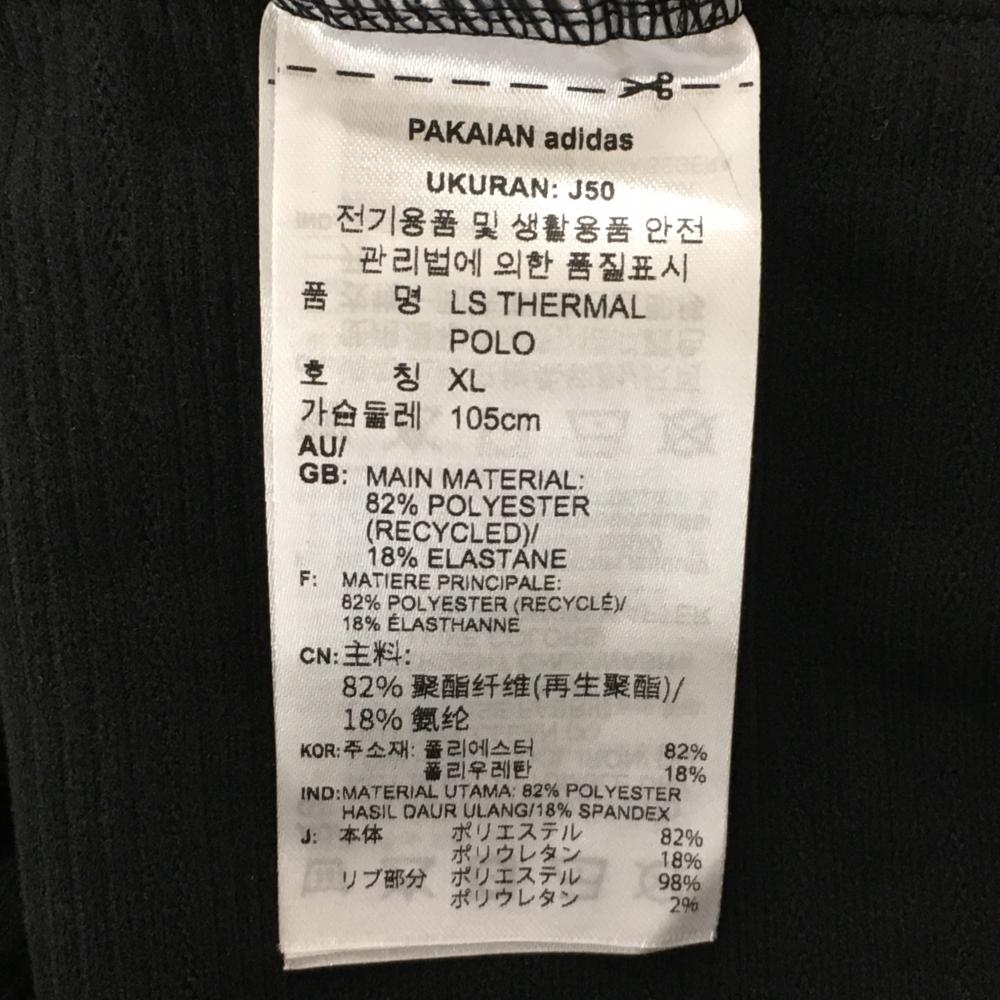 PAKAIAN adidas
UKURAN: J50
전기용품 및 생활용품 안전
관리법에 의한 품질표시
품 명 LS THERMAL
POLO
호 칭 XL
가슴둘레 105cm
AU/
GB: MAIN MATERIAL:
82% POLYESTER
(RECYCLED)/
18% ELASTANE
F: MATIERE PRINCIPALE:
82% POLYESTER (RECYCLÉ)/
18% ÉLASTHANNE
CN: 主料:
82% 聚酯纤维(再生聚酯)/
18% 氨纶
KOR: 주소재: 폴리에스터 82%
폴리우레탄 18%
IND: MATERIAL UTAMA: 82% POLYESTER
HASIL DAUR ULANG/18% SPANDEX
J: 本体 ポリエステル 82%
ポリウレタン 18%
リブ部分 ポリエステル 98%
ポリウレタン 2%